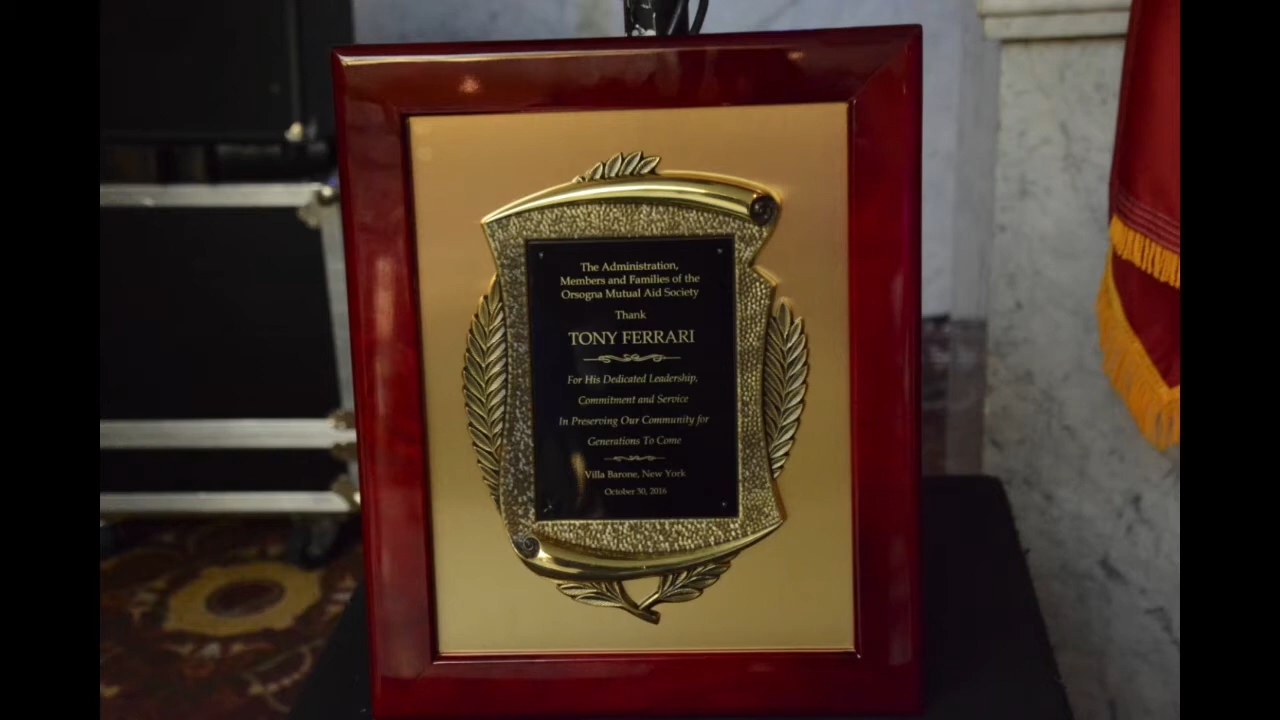 The Administration,
Members and Families of the
Orsogna Mutual Aid Society
Thank
TONY FERRARI
For His Dedicated Leadership,
Commitment and Service
In Preserving Our Community for
Generations To Come
Villa Barone, New York
October 30, 2016